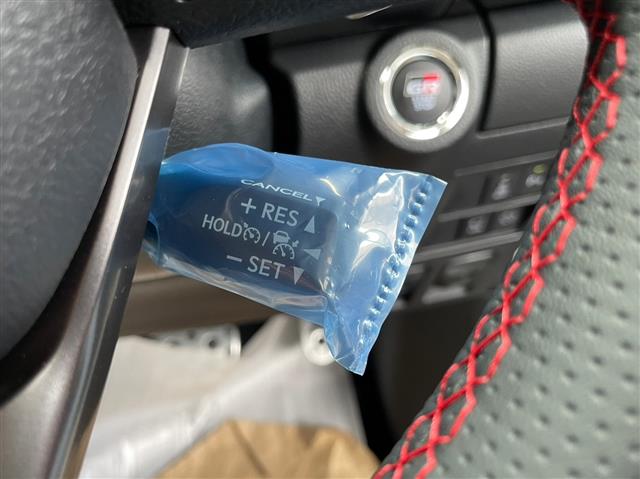 GR
CANCEL
+ RES
HOLD /
− SET